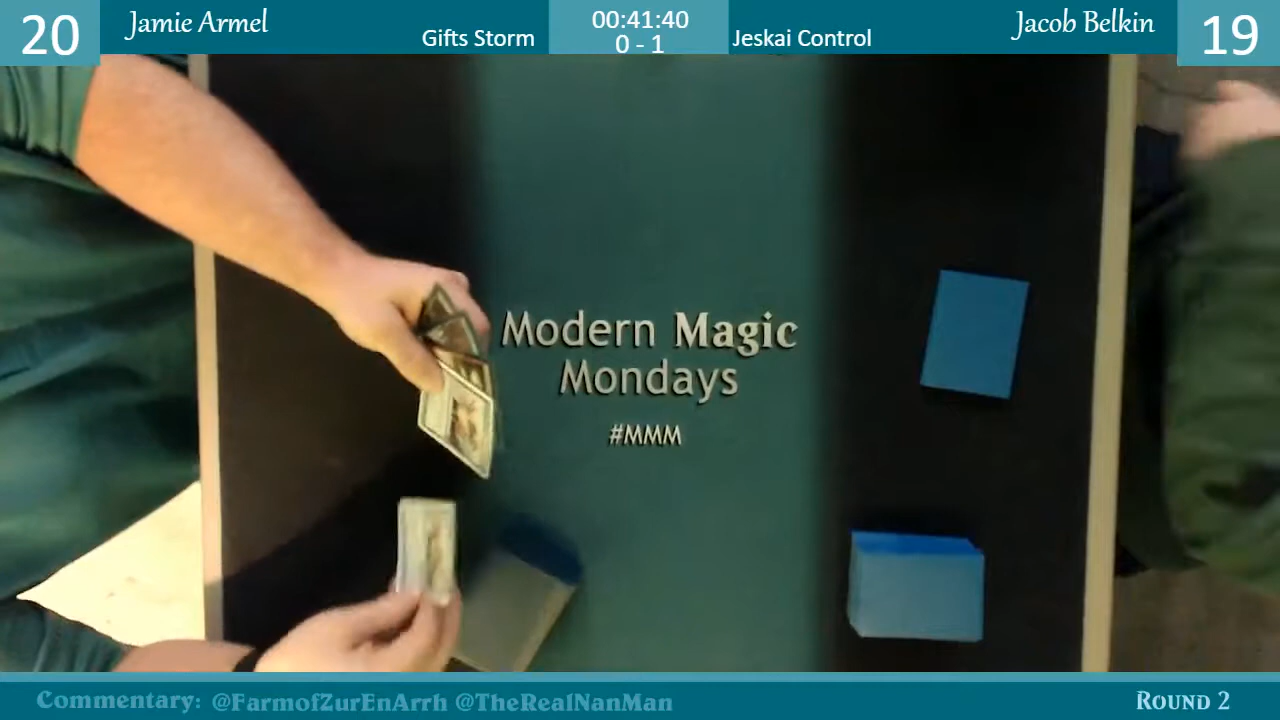 20
Jamie Armel
Gifts Storm
00:41:40
0 - 1
Jeskai Control
Jacob Belkin
19
Modern Magic
Mondays
#MMM
Commentary: @FarmofZurEnArrh @TheRealNanMan
Round 2